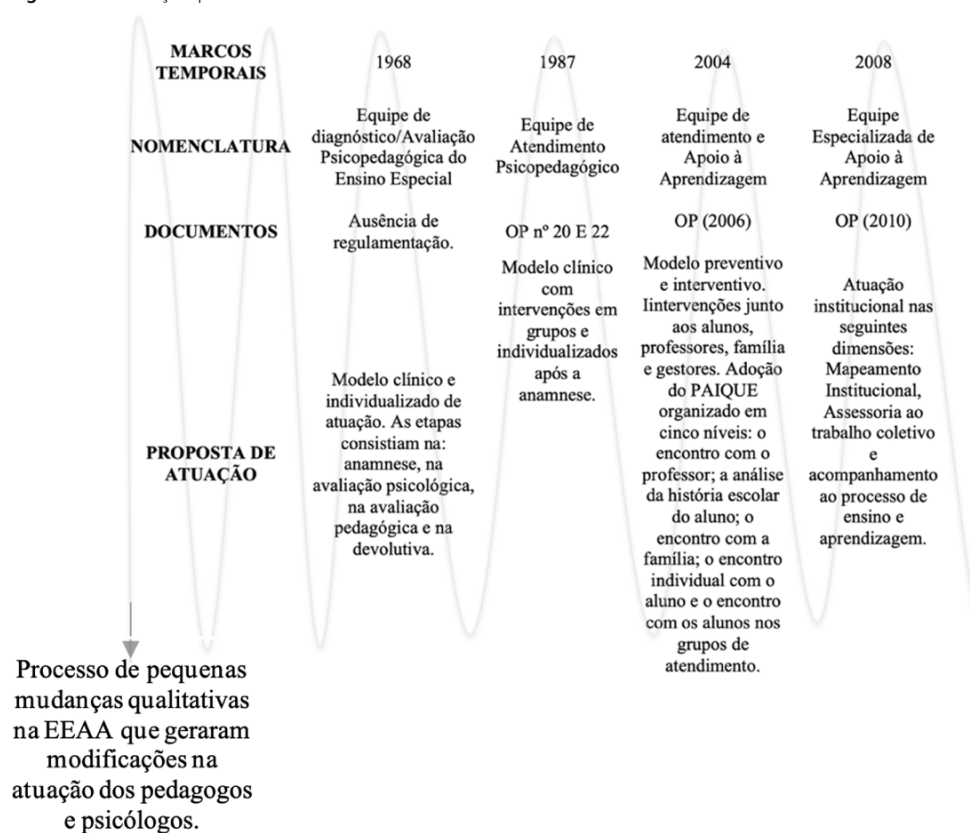 MARCOS
TEMPORAIS
1968
1987
2004
2008
NOMENCLATURA
Equipe de
diagnóstico/Avaliação
Psicopedagógica do
Ensino Especial
Equipe de
Atendimento
Psicopedagógico
Equipe de
atendimento e
Apoio à
Aprendizagem
Equipe
Especializada de
Apoio à
Aprendizagem
DOCUMENTOS
Ausência de
regulamentação.
OP nº 20 E 22
OP (2006)
OP (2010)
PROPOSTA DE
ATUAÇÃO
Modelo clínico e
individualizado de
atuação. As etapas
consistiam na:
anamnese, na
avaliação psicológica,
na avaliação
pedagógica e na
devolutiva.
Modelo clínico
com
intervenções em
grupos e
individualizados
após a
anamnese.
Modelo preventivo
e interventivo.
Iintervenções junto
aos alunos,
professores, família
e gestores. Adoção
do PAIQUE
organizado em
cinco níveis: o
encontro com o
professor; a análise
da história escolar
do aluno; o
encontro com a
família; o encontro
individual com o
aluno e o encontro
com os alunos nos
grupos de
atendimento.
Atuação
institucional nas
seguintes
dimensões:
Mapeamento
Institucional,
Assessoria ao
trabalho coletivo
e
acompanhamento
ao processo de
ensino e
aprendizagem.
Processo de pequenas
mudanças qualitativas
na EEAA que geraram
modificações na
atuação dos pedagogos
e psicólogos.